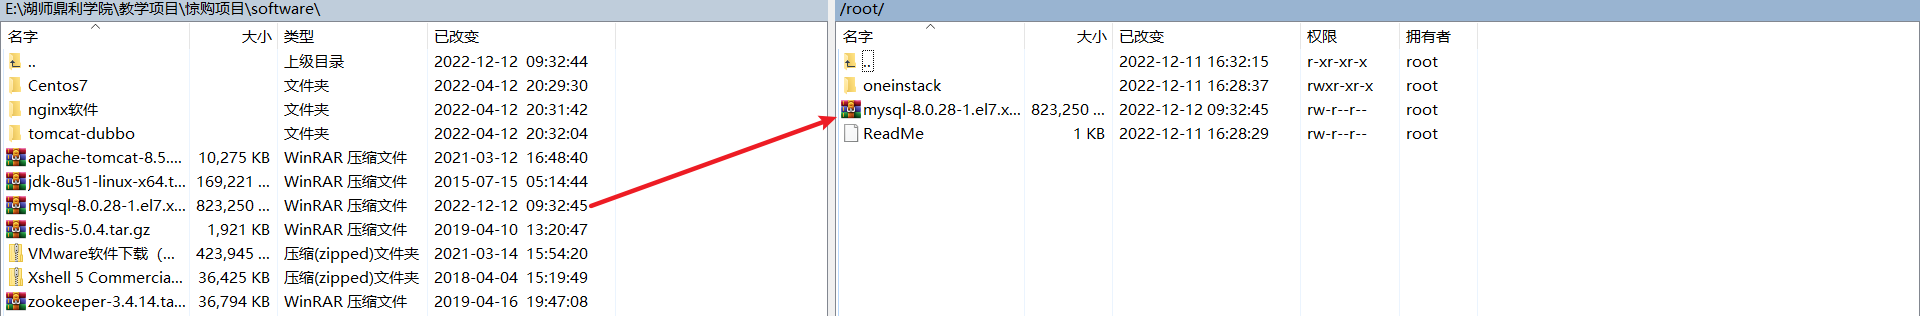 E:\湖师鼎利学院\教学项目\惊购项目\software\
名字 大小 类型 已改变
.. 上级目录 2022-12-12 09:32:44
Centos7 文件夹 2022-04-12 20:29:30
nginx软件 文件夹 2022-04-12 20:31:42
tomcat-dubbo 文件夹 2022-04-12 20:32:04
apache-tomcat-8.5.... 10,275 KB WinRAR 压缩文件 2021-03-12 16:48:40
jdk-8u51-linux-x64.t... 169,221 ... WinRAR 压缩文件 2015-07-15 05:14:44
mysql-8.0.28-1.el7.x... 823,250 ... WinRAR 压缩文件 2022-12-12 09:32:45
redis-5.0.4.tar.gz 1,921 KB WinRAR 压缩文件 2019-04-10 13:20:47
VMware软件下载（... 423,945 ... 压缩(zipped)文件夹 2021-03-14 15:54:20
Xshell 5 Commercia... 36,425 KB 压缩(zipped)文件夹 2018-04-04 15:19:49
zookeeper-3.4.14.ta... 36,794 KB WinRAR 压缩文件 2019-04-16 19:47:08
/root/
名字 大小 已改变 权限 拥有者
.. 2022-12-11 16:32:15 r-xr-xr-x root
oneinstack 2022-12-11 16:28:37 rwxr-xr-x root
mysql-8.0.28-1.el7.x... 823,250 ... 2022-12-12 09:32:45 rw-r--r-- root
ReadMe 1 KB 2022-12-11 16:28:29 rw-r--r-- root